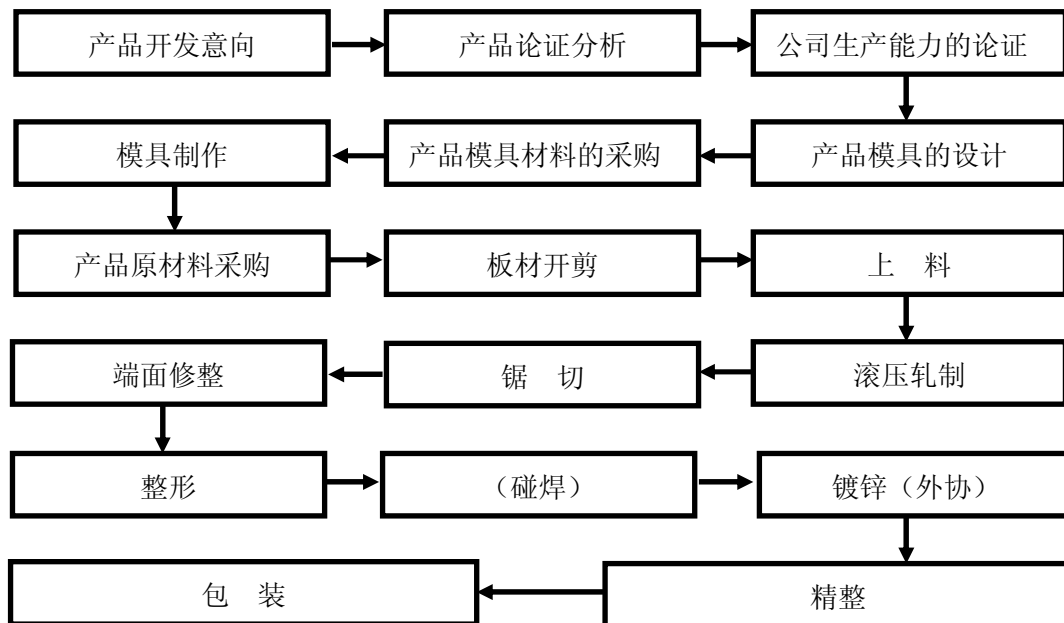 产品开发意向
产品论证分析
公司生产能力的论证
模具制作
产品模具材料的采购
产品模具的设计
产品原材料采购
板材开剪
上　料
端面修整
锯　切
滚压轧制
整形
（碰焊）
镀锌（外协）
包　装
精整